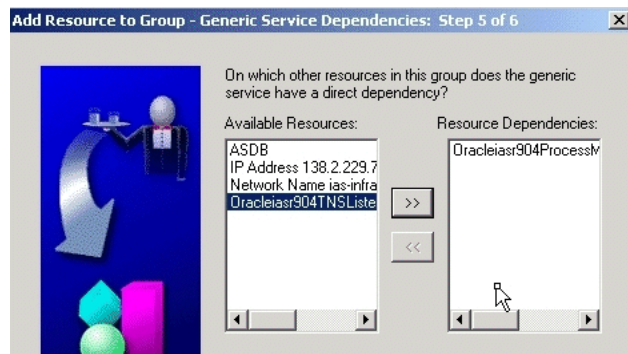 Add Resource to Group - Generic Service Dependencies: Step 5 of 6
On which other resources in this group does the generic
service have a direct dependency?
Available Resources:
Resource Dependencies:
ASDB
IP Address 138.2.229.7
Network Name ias-infra
Oracleiasr904TNSListe
Oracleiasr904ProcessM
>>
<<